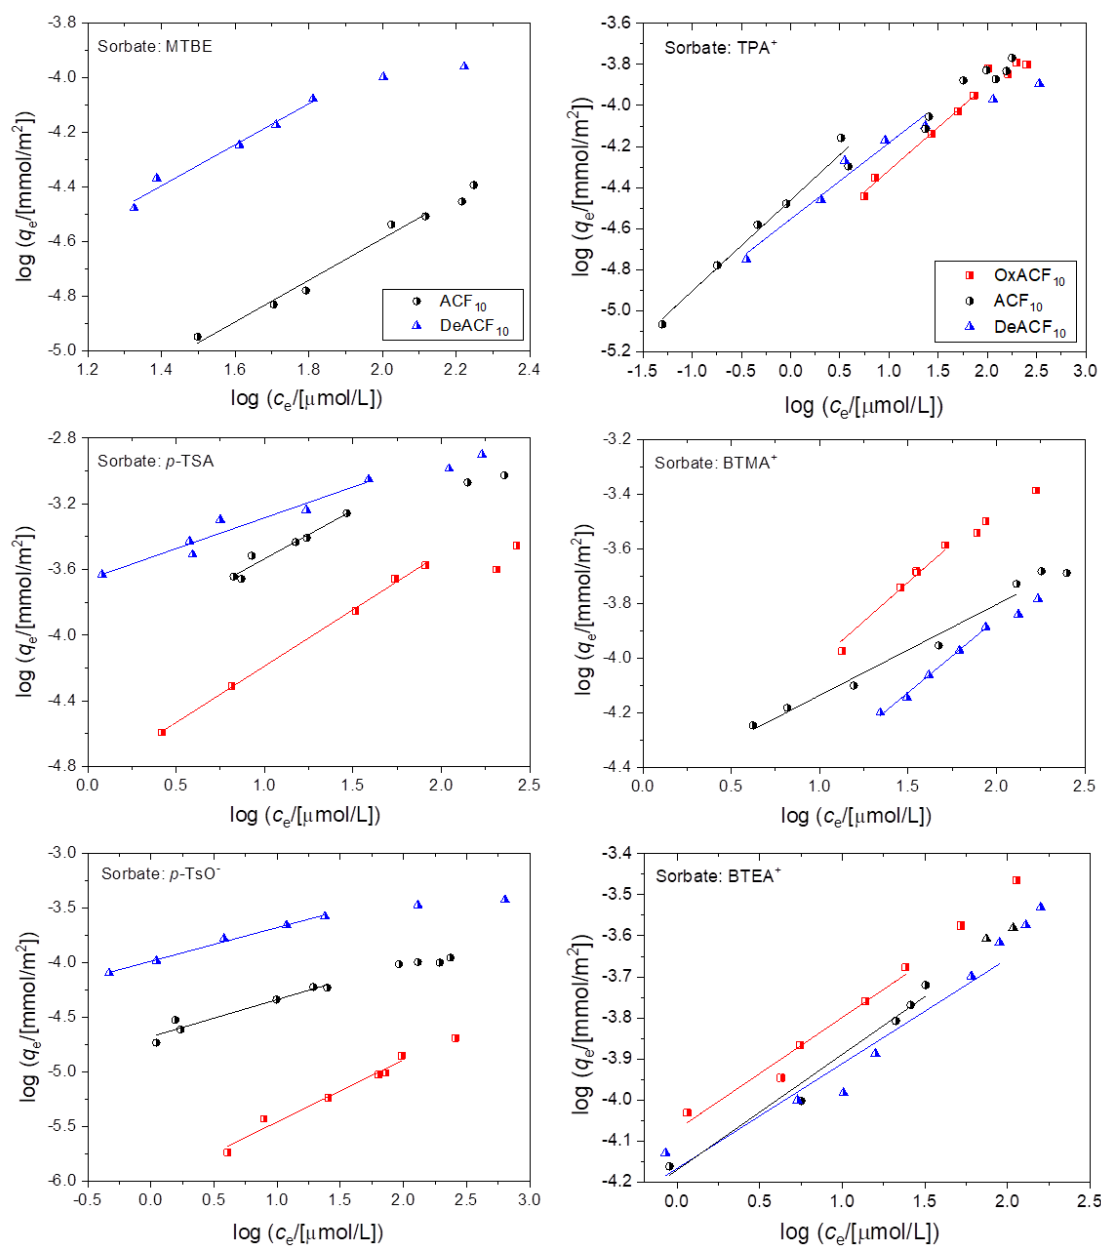 Sorbate: MTBE
-3.8
-4.0
-4.2
-4.4
-4.6
-4.8
-5.0
1.2 1.4 1.6 1.8 2.0 2.2 2.4
log (qe/[mmol/m²])
log (ce/[μmol/L])
ACF10
DeACF10
Sorbate: TPA+
-3.6
-3.8
-4.0
-4.2
-4.4
-4.6
-4.8
-5.0
-5.2
-1.5 -1.0 -0.5 0.0 0.5 1.0 1.5 2.0 2.5 3.0
log (qe/[mmol/m²])
log (ce/[μmol/L])
OxACF10
ACF10
DeACF10
Sorbate: p-TSA
-2.8
-3.2
-3.6
-4.0
-4.4
-4.8
0.0 0.5 1.0 1.5 2.0 2.5
log (qe/[mmol/m²])
log (ce/[μmol/L])
Sorbate: BTMA+
-3.2
-3.4
-3.6
-3.8
-4.0
-4.2
-4.4
0.0 0.5 1.0 1.5 2.0 2.5
log (qe/[mmol/m²])
log (ce/[μmol/L])
Sorbate: p-TsO-
-3.0
-3.5
-4.0
-4.5
-5.0
-5.5
-6.0
-0.5 0.0 0.5 1.0 1.5 2.0 2.5 3.0
log (qe/[mmol/m²])
log (ce/[μmol/L])
Sorbate: BTEA+
-3.4
-3.5
-3.6
-3.7
-3.8
-3.9
-4.0
-4.1
-4.2
0.0 0.5 1.0 1.5 2.0 2.5
log (qe/[mmol/m²])
log (ce/[μmol/L])